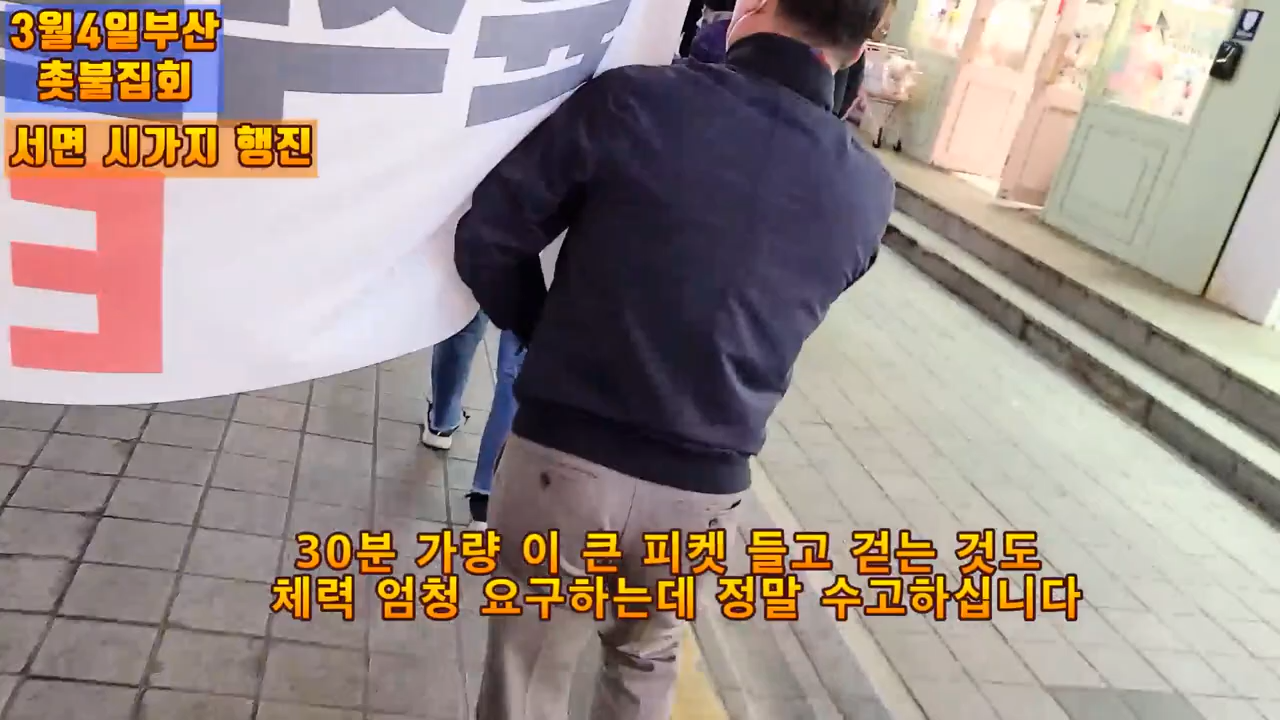 3월4일부산
촛불집회
서면 시가지 행진
30분 가량 이 큰 피켓 들고 걷는 것도
체력 엄청 요구하는데 정말 수고하십니다